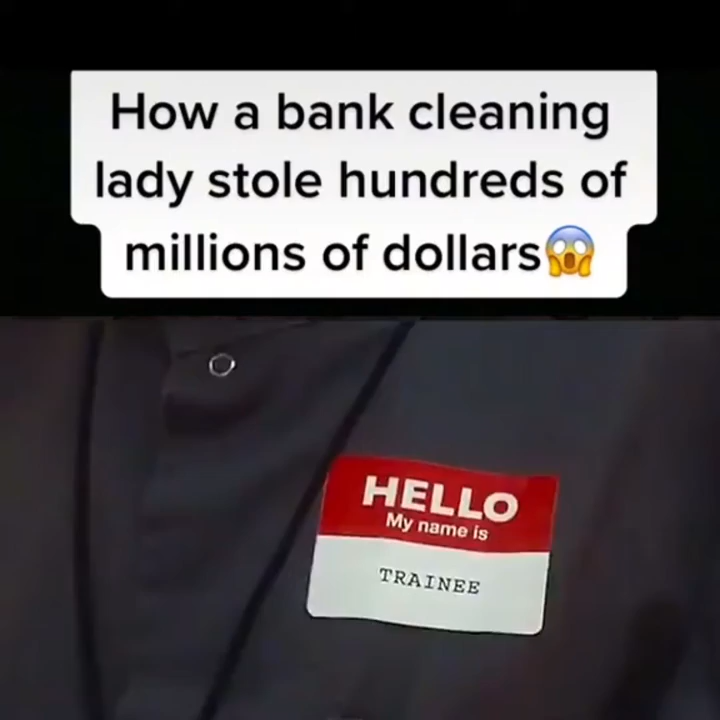 How a bank cleaning
lady stole hundreds of
millions of dollars😱
HELLO
My name is
TRAINEE